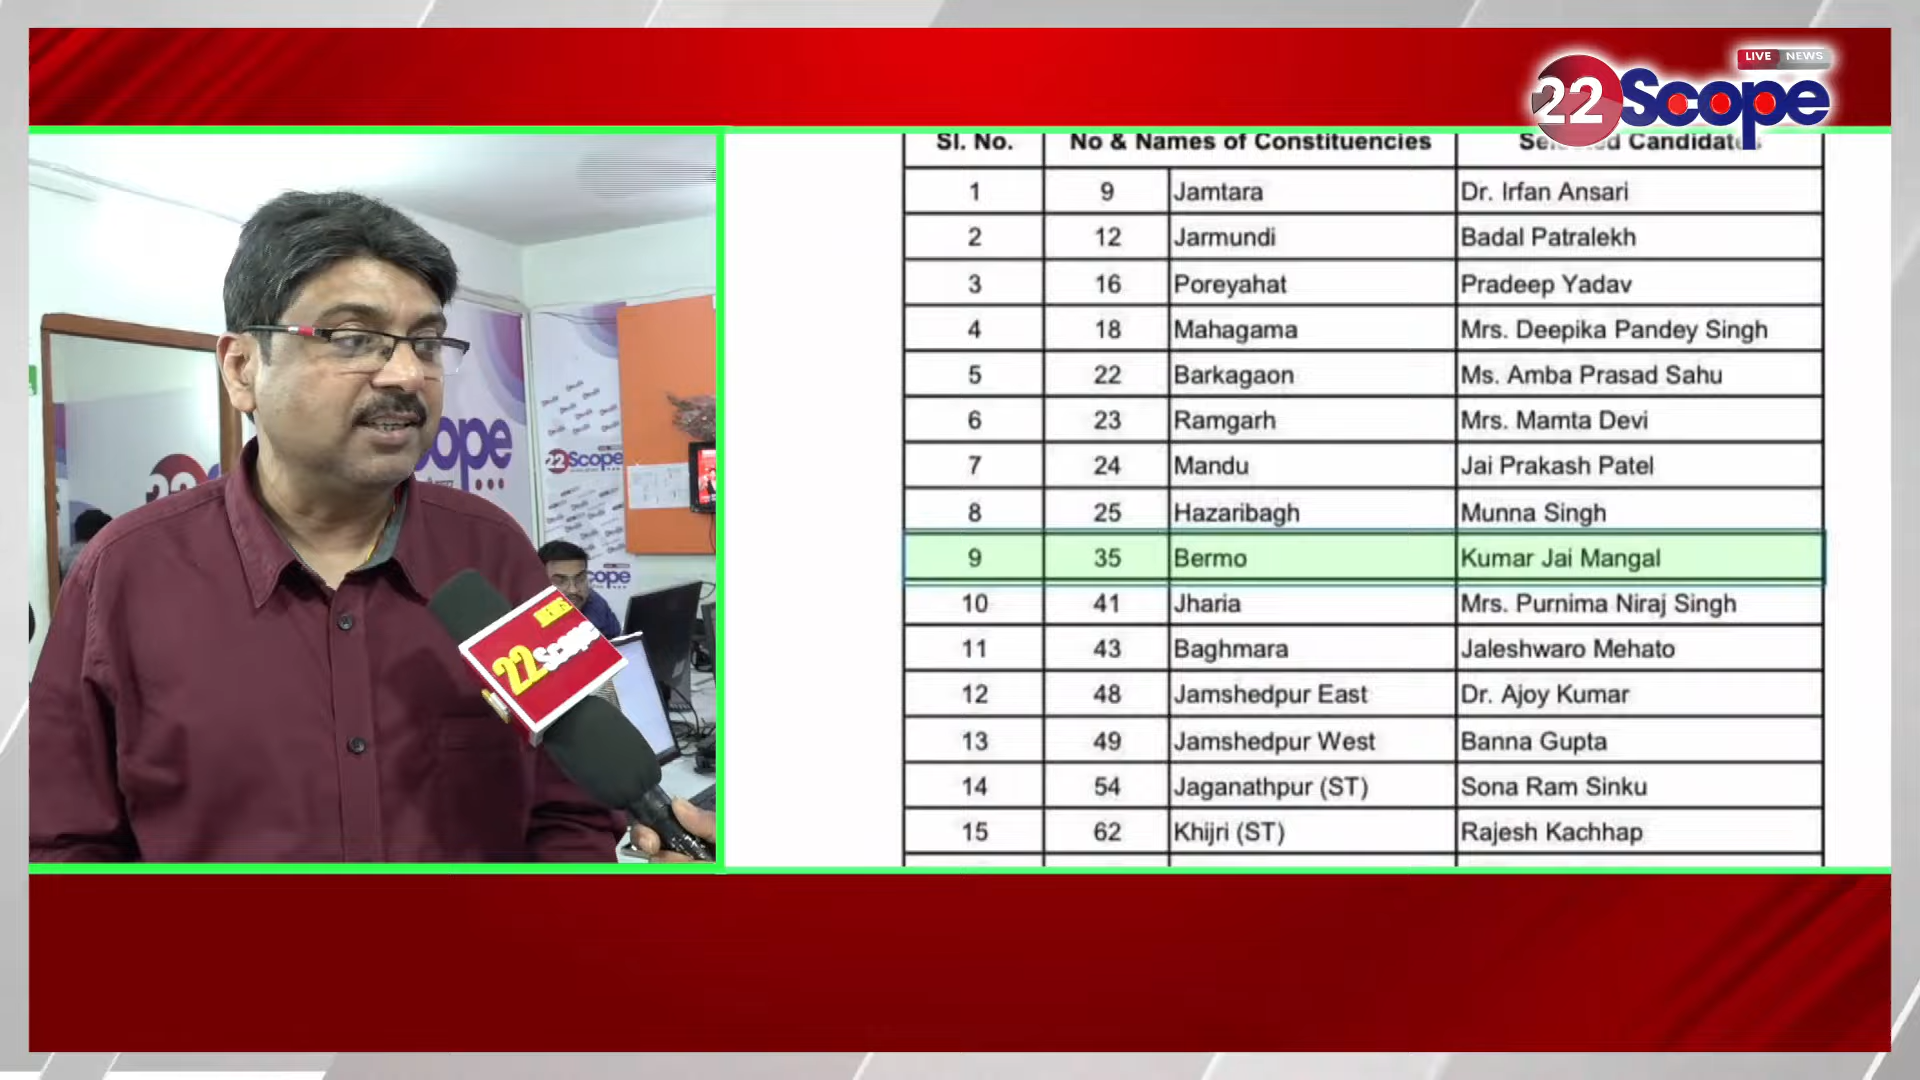 LIVE NEWS
22Scope
Sl. No. No & Names of Constituencies
1 9 Jamtara Dr. Irfan Ansari
2 12 Jarmundi Badal Patralekh
3 16 Poreyahat Pradeep Yadav
4 18 Mahagama Mrs. Deepika Pandey Singh
5 22 Barkagaon Ms. Amba Prasad Sahu
6 23 Ramgarh Mrs. Mamta Devi
7 24 Mandu Jai Prakash Patel
8 25 Hazaribagh Munna Singh
9 35 Bermo Kumar Jai Mangal
10 41 Jharia Mrs. Purnima Niraj Singh
11 43 Baghmara Jaleshwaro Mehato
12 48 Jamshedpur East Dr. Ajoy Kumar
13 49 Jamshedpur West Banna Gupta
14 54 Jaganathpur (ST) Sona Ram Sinku
15 62 Khijri (ST) Rajesh Kachhap
22Scope
NEWS
22Scope